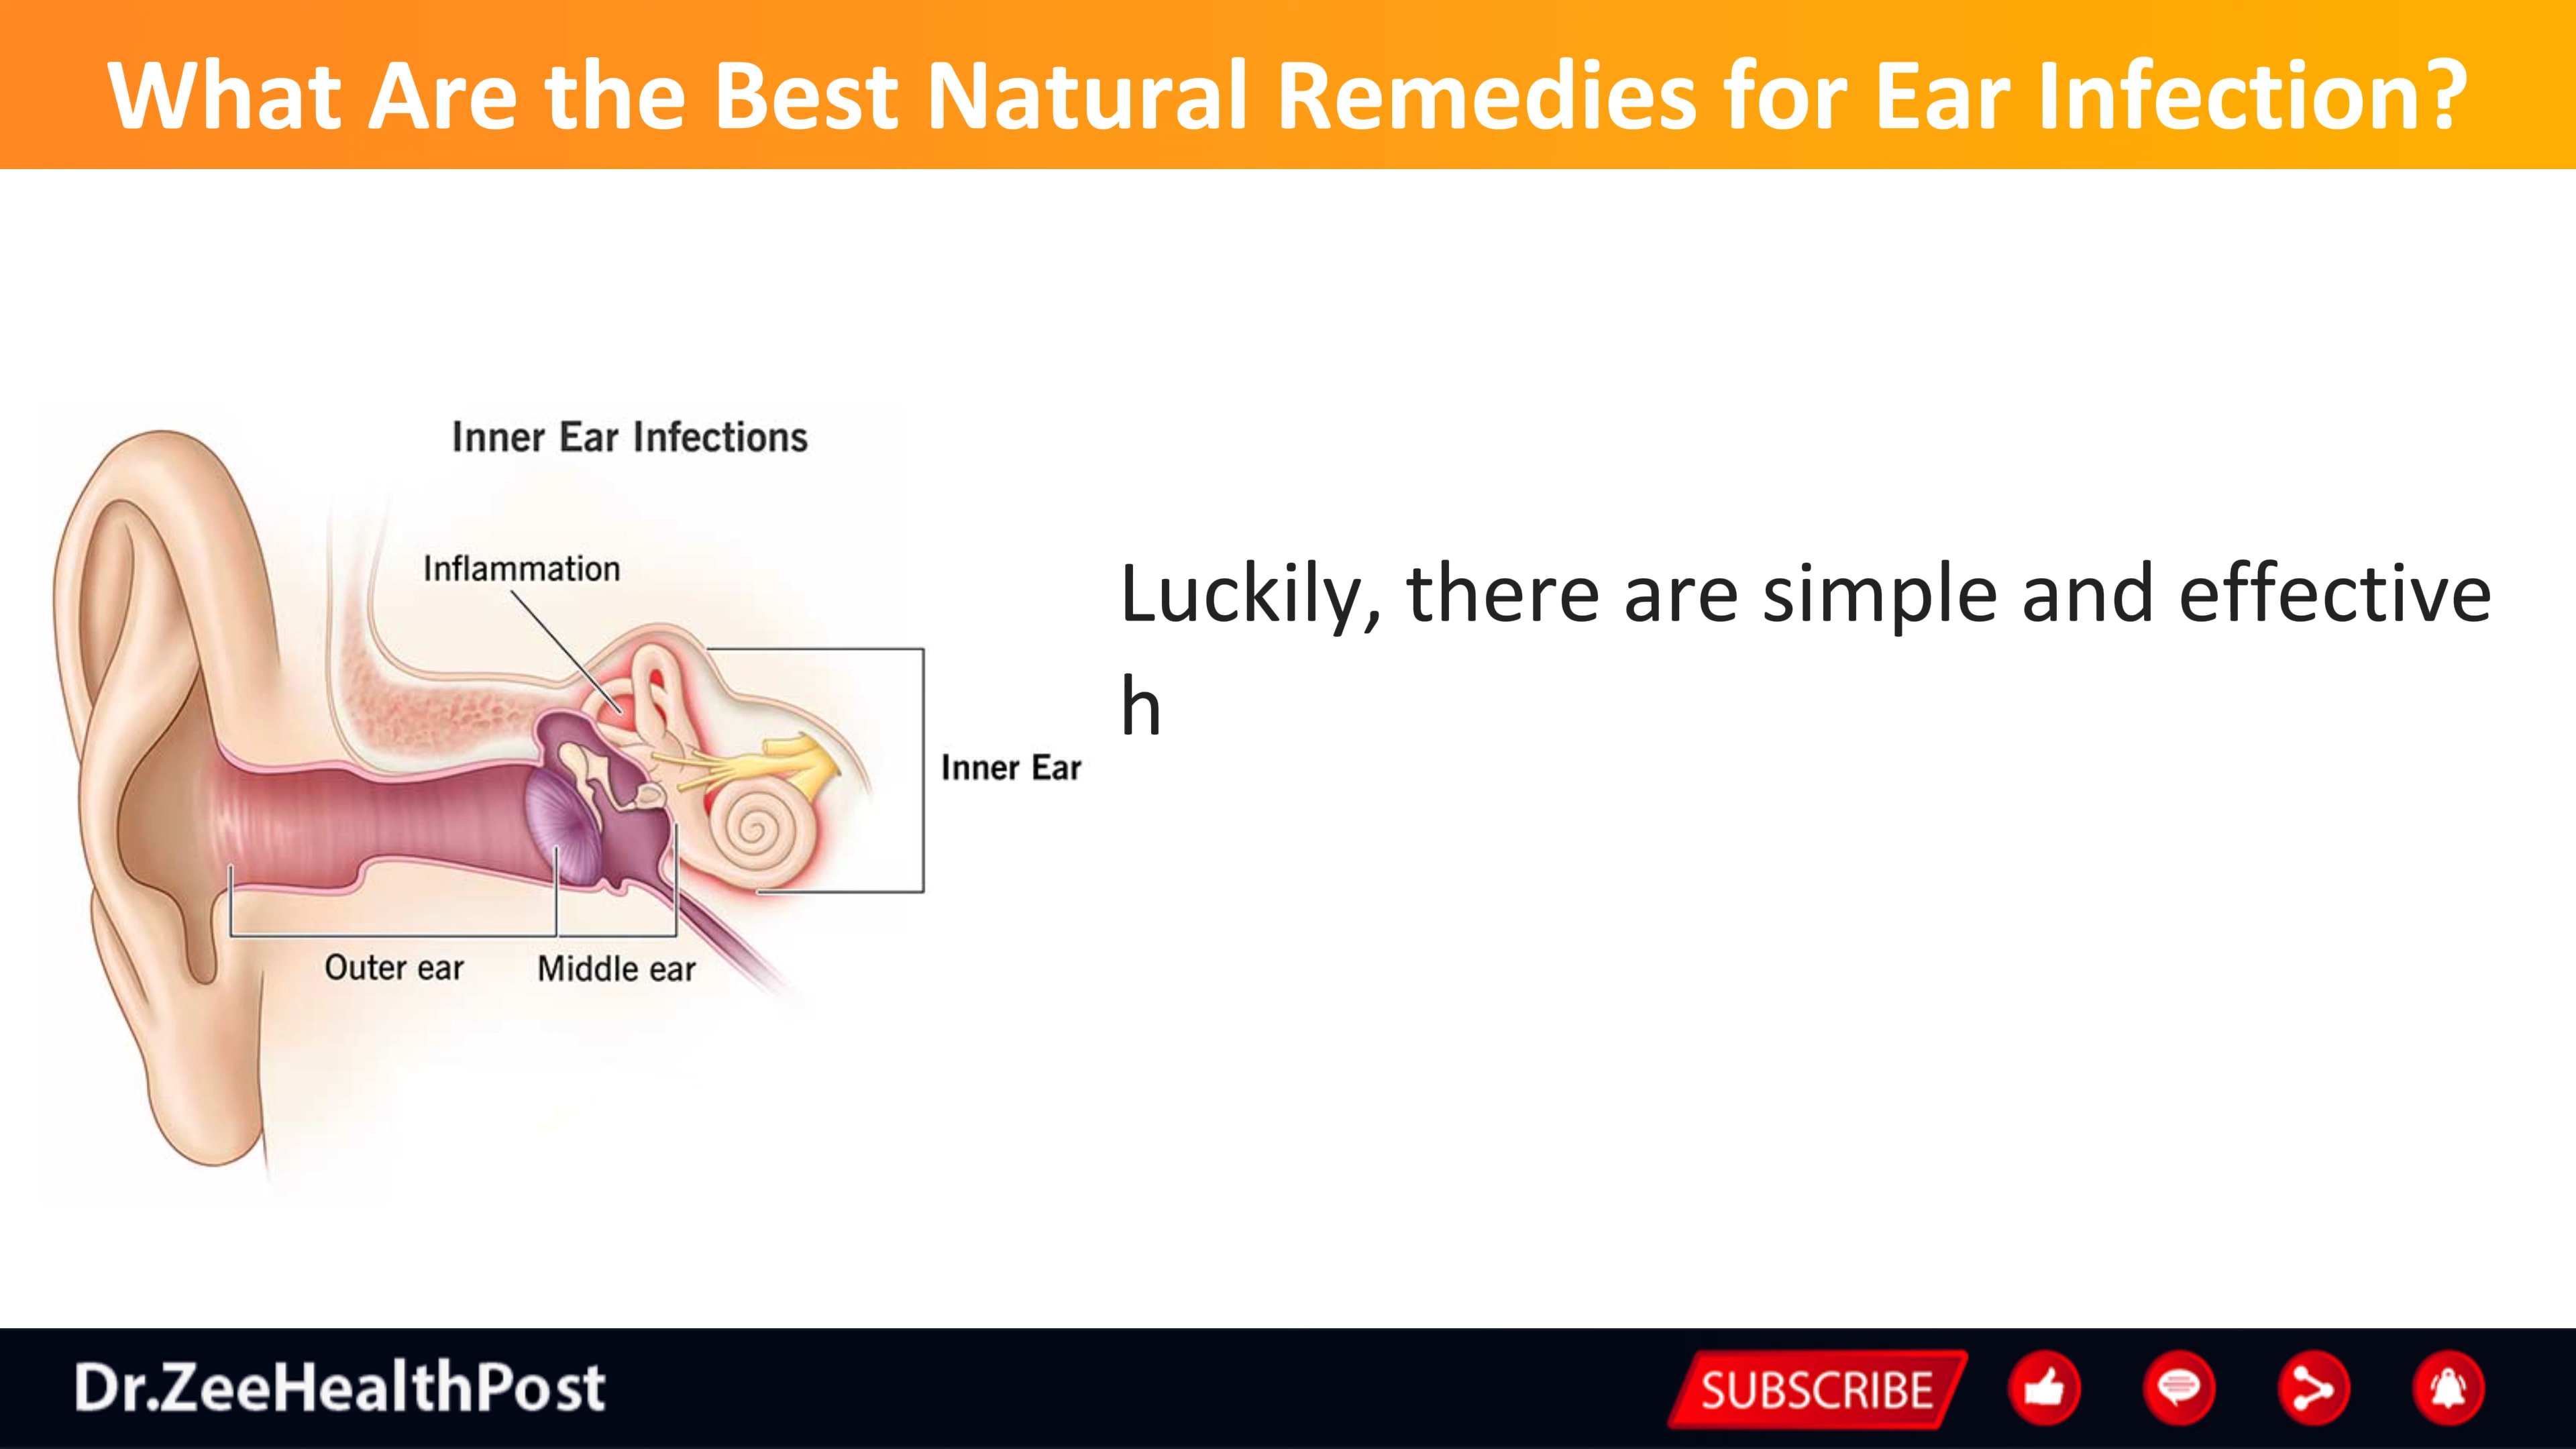 What Are the Best Natural Remedies for Ear Infection?
Inner Ear Infections
Inflammation
Inner Ear
Outer ear
Middle ear
Luckily, there are simple and effective
h
Dr.ZeeHealthPost
SUBSCRIBE